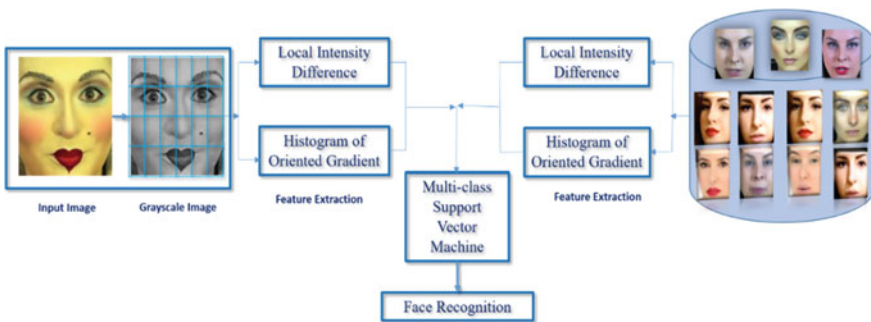 Local Intensity
Difference
Histogram of
Oriented Gradient
Input Image
Grayscale Image
Feature Extraction
Multi-class
Support
Vector
Machine
Face Recognition
Local Intensity
Difference
Histogram of
Oriented Gradient
Feature Extraction